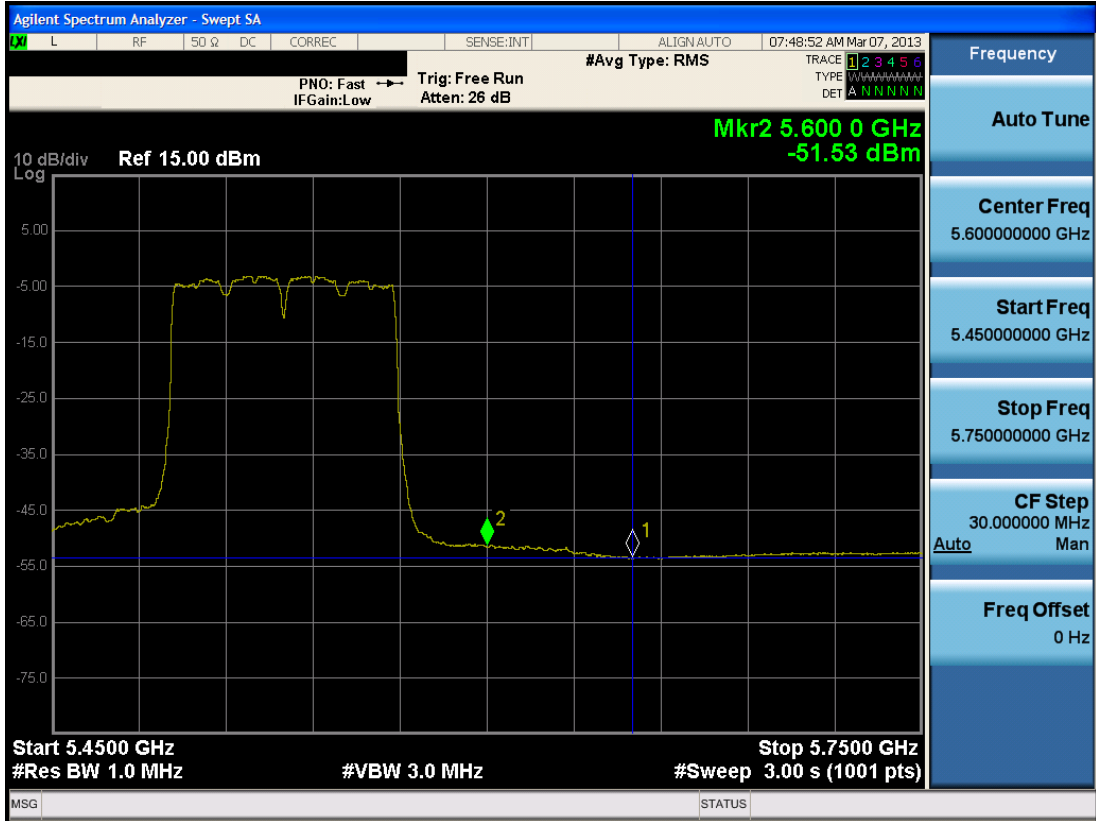 Agilent Spectrum Analyzer - Swept SA
LXI L RF 50 Ω DC CORREC SENSE:INT ALIGN AUTO 07:48:52 AM Mar 07, 2013
Frequency
#Avg Type: RMS
TRACE 1 2 3 4 5 6
TYPE
DET A N N N N N
PNO: Fast
IFGain:Low
Trig: Free Run
Atten: 26 dB
Auto Tune
Mkr2 5.600 0 GHz
-51.53 dBm
10 dB/div Ref 15.00 dBm
Log
5.00
-5.00
-15.0
-25.0
-35.0
-45.0
-55.0
-65.0
-75.0
2
1
Center Freq
5.600000000 GHz
Start Freq
5.450000000 GHz
Stop Freq
5.750000000 GHz
CF Step
30.000000 MHz
Auto Man
Freq Offset
0 Hz
Start 5.4500 GHz Stop 5.7500 GHz
#Res BW 1.0 MHz #VBW 3.0 MHz #Sweep 3.00 s (1001 pts)
MSG STATUS